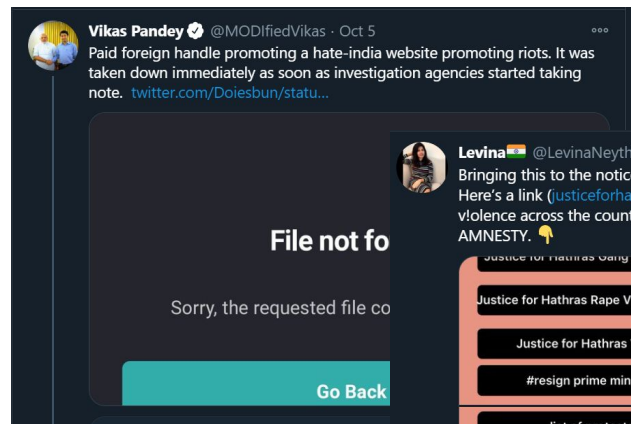 Vikas Pandey @MODIfiedVikas · Oct 5
Paid foreign handle promoting a hate-india website promoting riots. It was
taken down immediately as soon as investigation agencies started taking
note. twitter.com/Doiesbun/statu...
File not fo
Sorry, the requested file co
Go Back
Levina @LevinaNeyth
Bringing this to the notic
Here's a link (justiceforha
v!olence across the count
AMNESTY.
Justice for Hathras Gang
Justice for Hathras Rape V
Justice for Hathras
#resign prime min